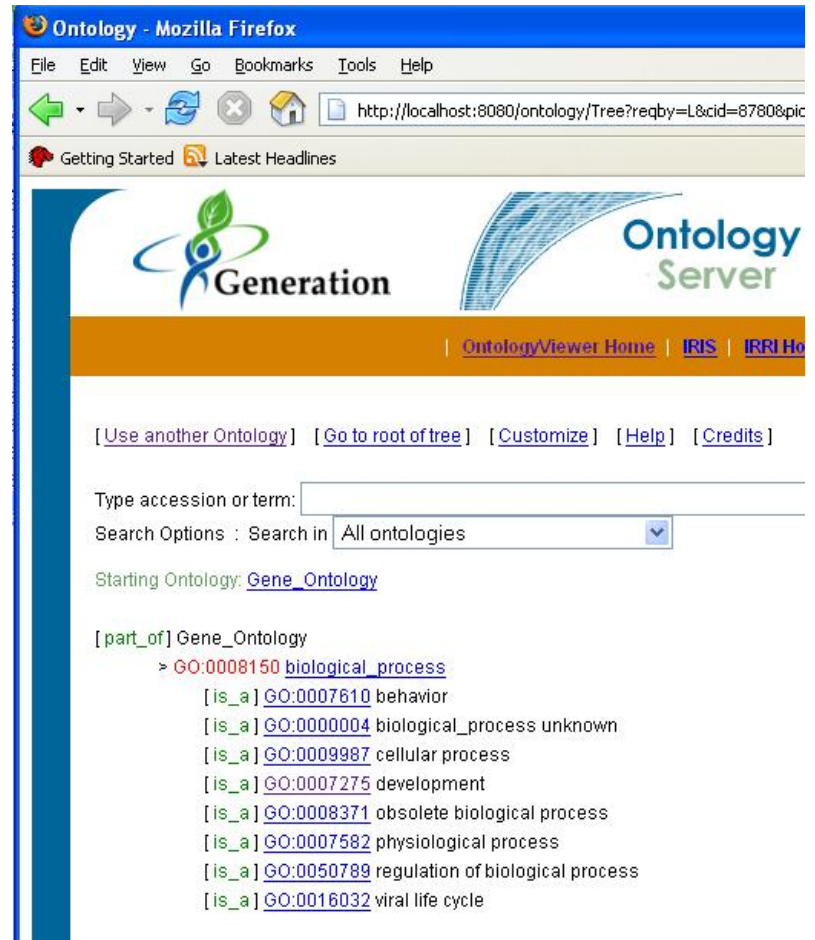 Ontology - Mozilla Firefox
File Edit View Go Bookmarks Tools Help
http://localhost:8080/ontology/Tree?reqby=L&cid=8780&pic
Getting Started Latest Headlines
Generation
Ontology
Server
| OntologyViewer Home | IRIS | IRRI Ho
[ Use another Ontology ] [ Go to root of tree ] [ Customize ] [ Help ] [ Credits ]
Type accession or term:
Search Options : Search in All ontologies
Starting Ontology: Gene_Ontology
[ part_of ] Gene_Ontology
> GO:0008150 biological_process
[ is_a ] GO:0007610 behavior
[ is_a ] GO:0000004 biological_process unknown
[ is_a ] GO:0009987 cellular process
[ is_a ] GO:0007275 development
[ is_a ] GO:0008371 obsolete biological process
[ is_a ] GO:0007582 physiological process
[ is_a ] GO:0050789 regulation of biological process
[ is_a ] GO:0016032 viral life cycle